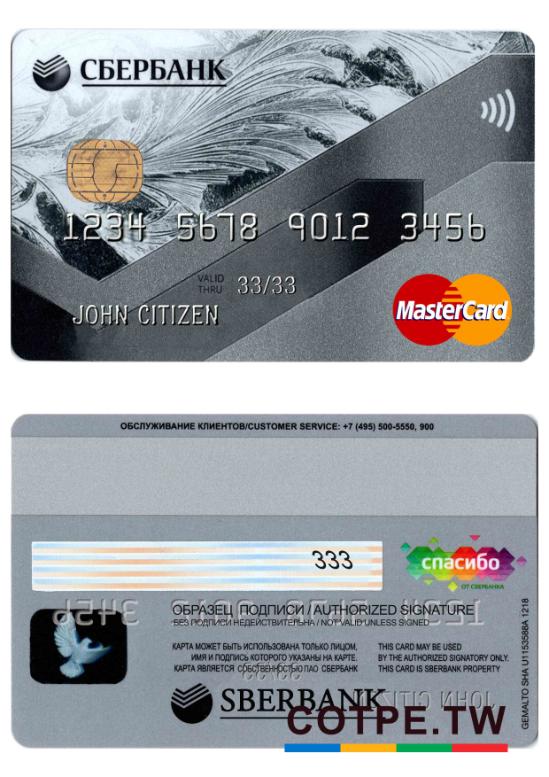 СБЕРБАНК
1234 5678 9012 3456
VALID
THRU 33/33
JOHN CITIZEN
MasterCard
ОБСЛУЖИВАНИЕ КЛИЕНТОВ/CUSTOMER SERVICE: +7 (495) 500-5550, 900
333
спасибо
ОТ СБЕРБАНКА
ОБРАЗЕЦ ПОДПИСИ / AUTHORIZED SIGNATURE
БЕЗ ПОДПИСИ НЕДЕЙСТВИТЕЛЬНА / NOT VALID UNLESS SIGNED
КАРТА МОЖЕТ БЫТЬ ИСПОЛЬЗОВАНА ТОЛЬКО ЛИЦОМ,
ИМЯ И ПОДПИСЬ КОТОРОГО УКАЗАНЫ НА КАРТЕ.
КАРТА ЯВЛЯЕТСЯ СОБСТВЕННОСТЬЮ ПАО СБЕРБАНК
THIS CARD MAY BE USED
BY THE AUTHORIZED SIGNATORY ONLY.
THIS CARD IS SBERBANK PROPERTY
SBERBANK
GEMALTO SHA U1153588A 1218
COTPE.TW